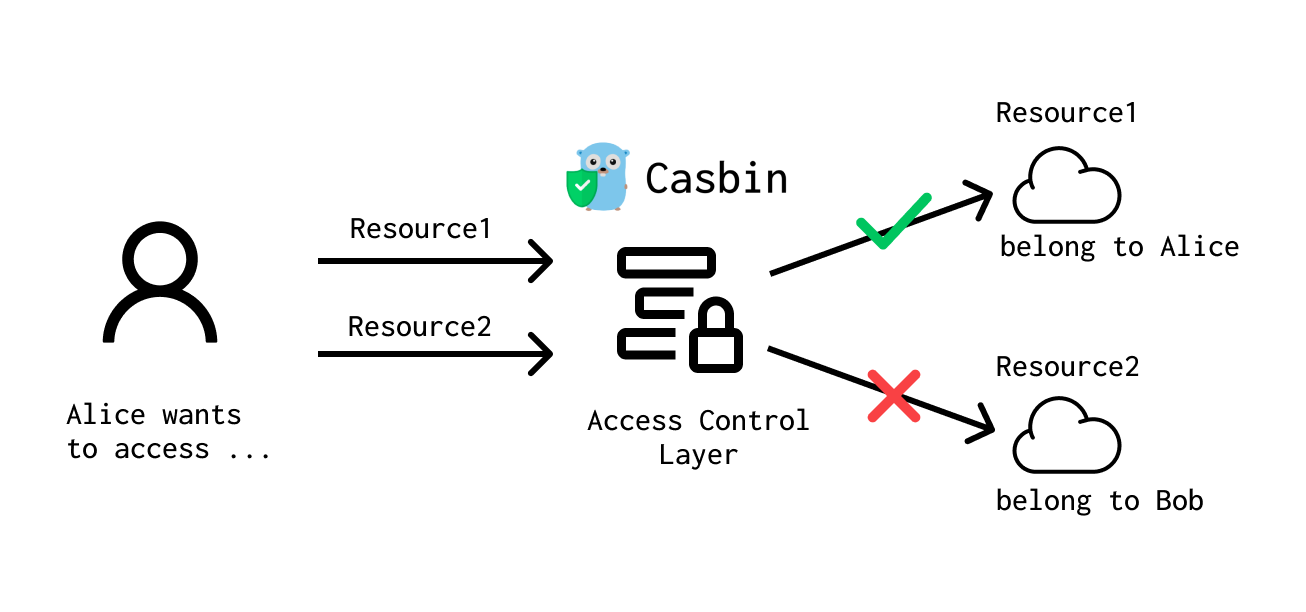 Alice wants
to access ...
Resource1
Resource2
Casbin
Access Control
Layer
Resource1
belong to Alice
Resource2
belong to Bob